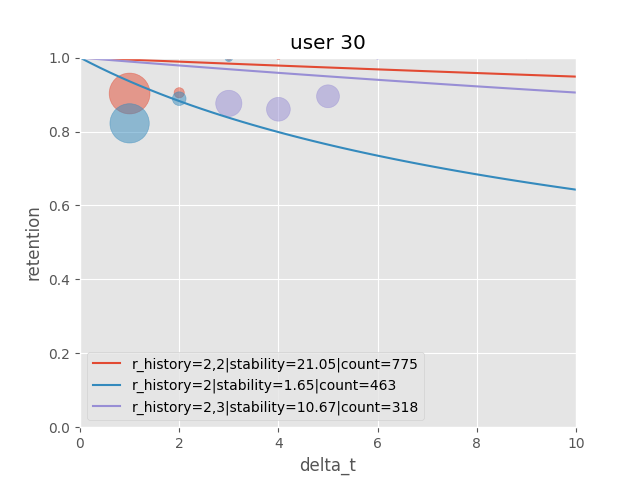 user 30
1.0
0.8
0.6
0.4
0.2
0.0
retention
r_history=2,2|stability=21.05|count=775
r_history=2|stability=1.65|count=463
r_history=2,3|stability=10.67|count=318
0 2 4 6 8 10
delta_t